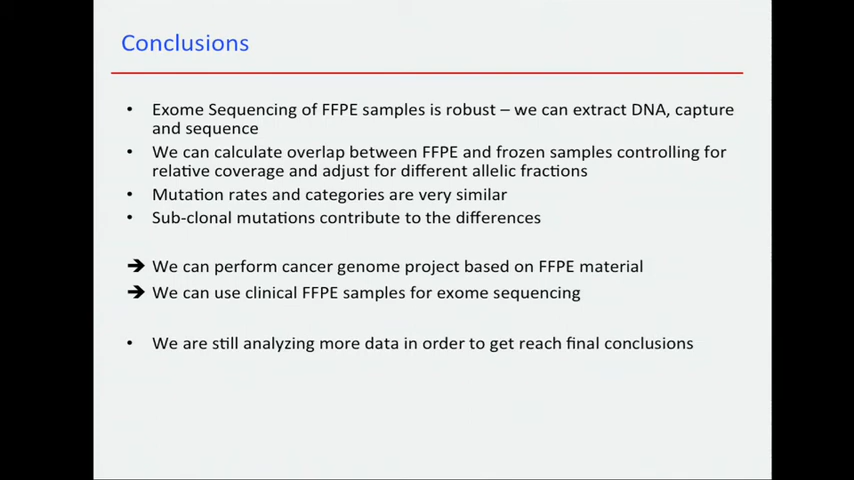 Conclusions
• Exome Sequencing of FFPE samples is robust – we can extract DNA, capture
and sequence
• We can calculate overlap between FFPE and frozen samples controlling for
relative coverage and adjust for different allelic fractions
• Mutation rates and categories are very similar
• Sub-clonal mutations contribute to the differences
➔ We can perform cancer genome project based on FFPE material
➔ We can use clinical FFPE samples for exome sequencing
• We are still analyzing more data in order to get reach final conclusions